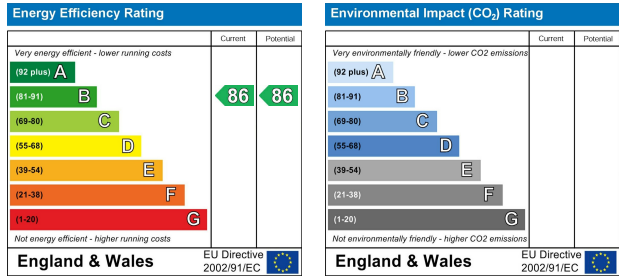 Energy Efficiency Rating
Current Potential
Very energy efficient - lower running costs
(92 plus) A
(81-91) B 86 86
(69-80) C
(55-68) D
(39-54) E
(21-38) F
(1-20) G
Not energy efficient - higher running costs
England & Wales
EU Directive
2002/91/EC
Environmental Impact (CO₂) Rating
Current Potential
Very environmentally friendly - lower CO2 emissions
(92 plus) A
(81-91) B
(69-80) C
(55-68) D
(39-54) E
(21-38) F
(1-20) G
Not environmentally friendly - higher CO2 emissions
England & Wales
EU Directive
2002/91/EC